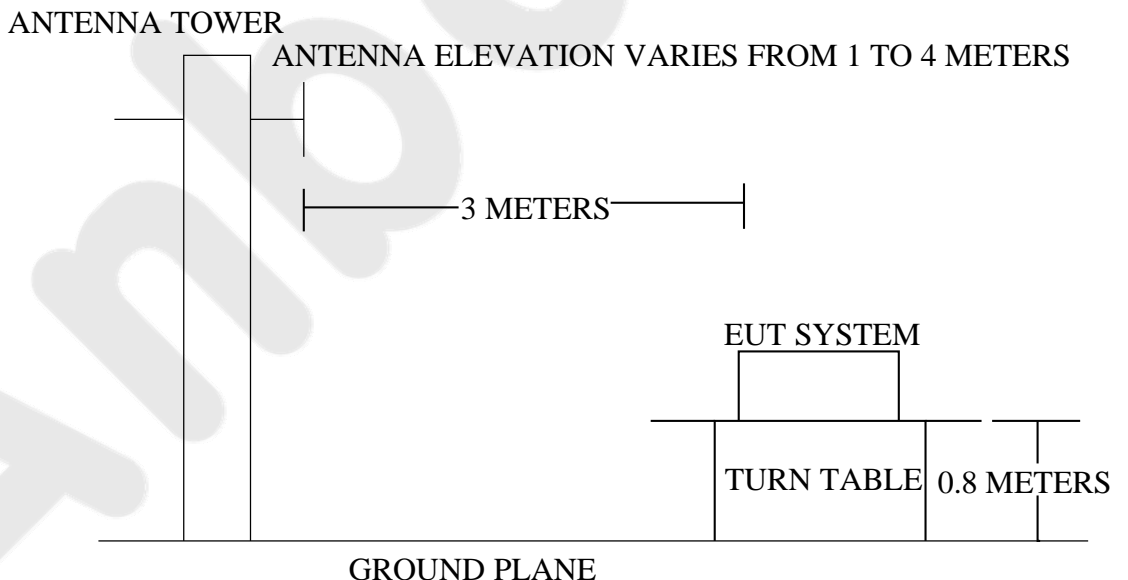 ANTENNA TOWER
ANTENNA ELEVATION VARIES FROM 1 TO 4 METERS
3 METERS
EUT SYSTEM
TURN TABLE
0.8 METERS
GROUND PLANE